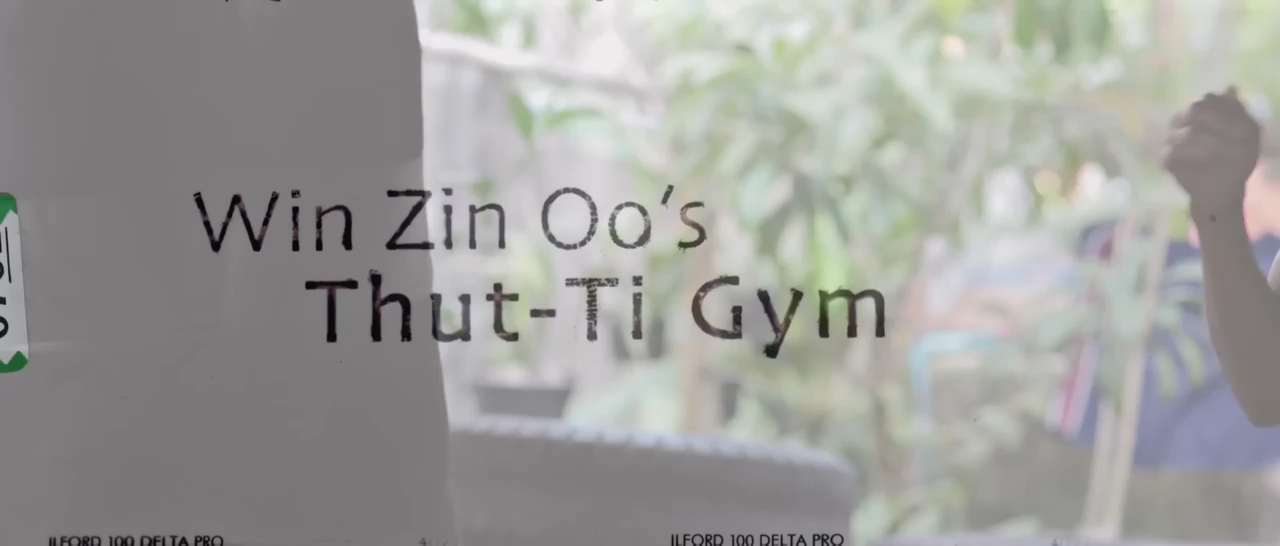 Win Zin Oo's
Thut-Ti Gym
ILFORD 100 DELTA PRO
ILFORD 100 DELTA PRO